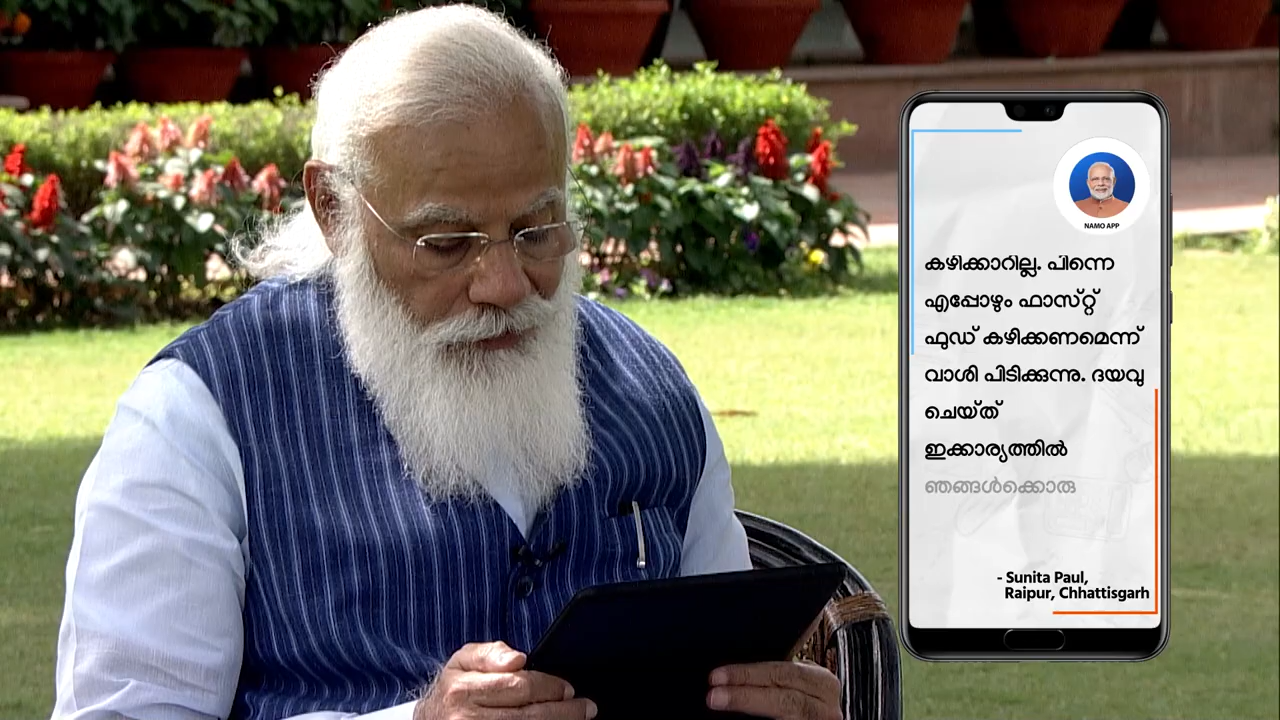 NAMO APP
കഴിക്കാറില്ല. പിന്നെ
എപ്പോഴും ഫാസ്റ്റ്
ഫുഡ് കഴിക്കണമെന്ന്
വാശി പിടിക്കുന്നു. ദയവു
ചെയ്ത്
ഇക്കാര്യത്തിൽ
ഞങ്ങൾക്കൊരു
- Sunita Paul,
Raipur, Chhattisgarh